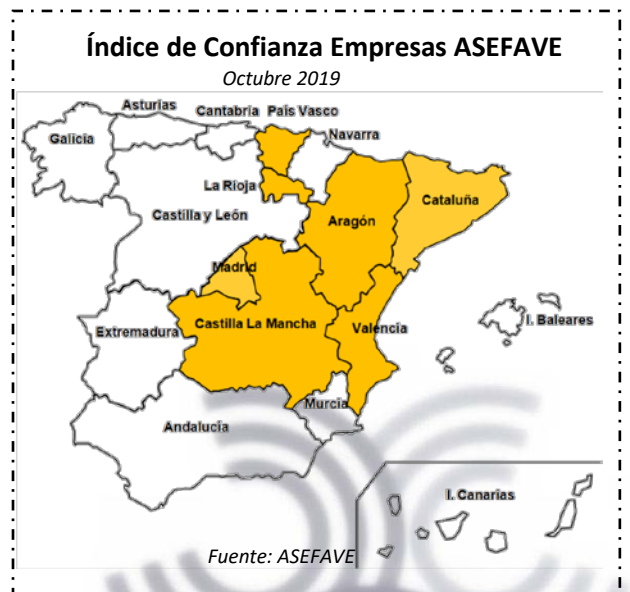 Índice de Confianza Empresas ASEFAVE
Octubre 2019
Asturias
Cantabria
País Vasco
Galicia
Navarra
La Rioja
Cataluña
Castilla y León
Aragón
Madrid
Castilla La Mancha
Valencia
I. Baleares
Extremadura
Murcia
Andalucía
I. Canarias
Fuente: ASEFAVE